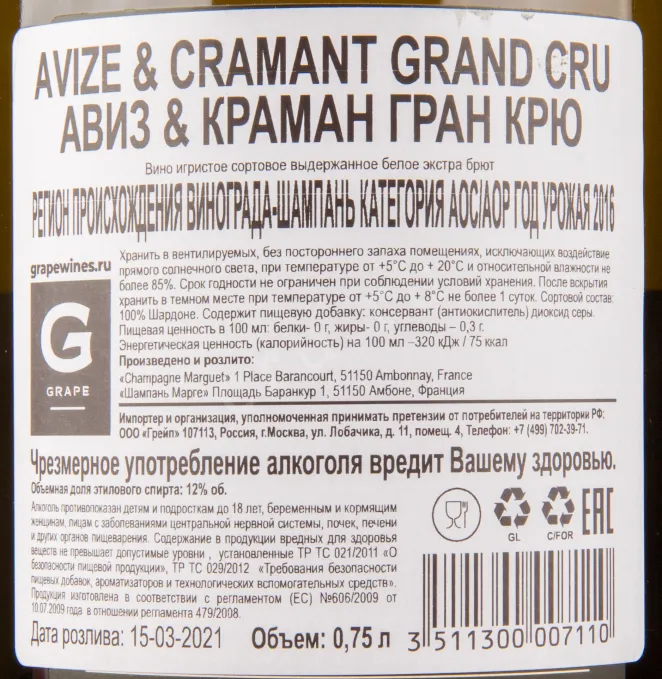 AVIZE & CRAMANT GRAND CRU
АВИЗ & КРАМАН ГРАН КРЮ
Вино игристое сортовое выдержанное белое экстра брют
РЕГИОН ПРОИСХОЖДЕНИЯ ВИНОГРАДА-ШАМПАНЬ КАТЕГОРИЯ AOC/AOP ГОД УРОЖАЯ 2016
grapewines.ru
G
GRAPE
Хранить в вентилируемых, без постороннего запаха помещениях, исключающих воздействие
прямого солнечного света, при температуре от +5°С до + 20°С и относительной влажности не
более 85%. Срок годности не ограничен при соблюдении условий хранения. После вскрытия
хранить в темном месте при температуре от +5°С до + 8°С не более 1 суток. Сортовой состав:
100% Шардоне. Содержит пищевую добавку: консервант (антиокислитель) диоксид серы.
Пищевая ценность в 100 мл: белки- 0 г, жиры- 0 г, углеводы – 0,3 г.
Энергетическая ценность (калорийность) на 100 мл –320 кДж / 75 ккал
Произведено и розлито:
«Champagne Marguet» 1 Place Barancourt, 51150 Ambonnay, France
«Шампань Марге» Площадь Баранкур 1, 51150 Амбоне, Франция
Импортер и организация, уполномоченная принимать претензии от потребителей на территории РФ:
ООО «Грейп» 107113, Россия, г.Москва, ул. Лобачика, д. 11, помещ. 4, Телефон: +7 (499) 702-39-71.
Чрезмерное употребление алкоголя вредит Вашему здоровью.
Объемная доля этилового спирта: 12% об.
Алкоголь противопоказан детям и подросткам до 18 лет, беременным и кормящим
женщинам, лицам с заболеваниями центральной нервной системы, почек, печени
и других органов пищеварения. Содержание в продукции вредных для здоровья
веществ не превышает допустимые уровни , установленные ТР ТС 021/2011 «О
безопасности пищевой продукции», ТР ТС 029/2012 «Требования безопасности
пищевых добавок, ароматизаторов и технологических вспомогательных средств».
Продукция изготовлена в соответствии с регламентом (ЕС) №606/2009 от
10.07.2009 года в отношении регламента 479/2008.
GL
C/FOR
EAC
Дата розлива: 15-03-2021
Объем: 0,75 л
3 511300 007110